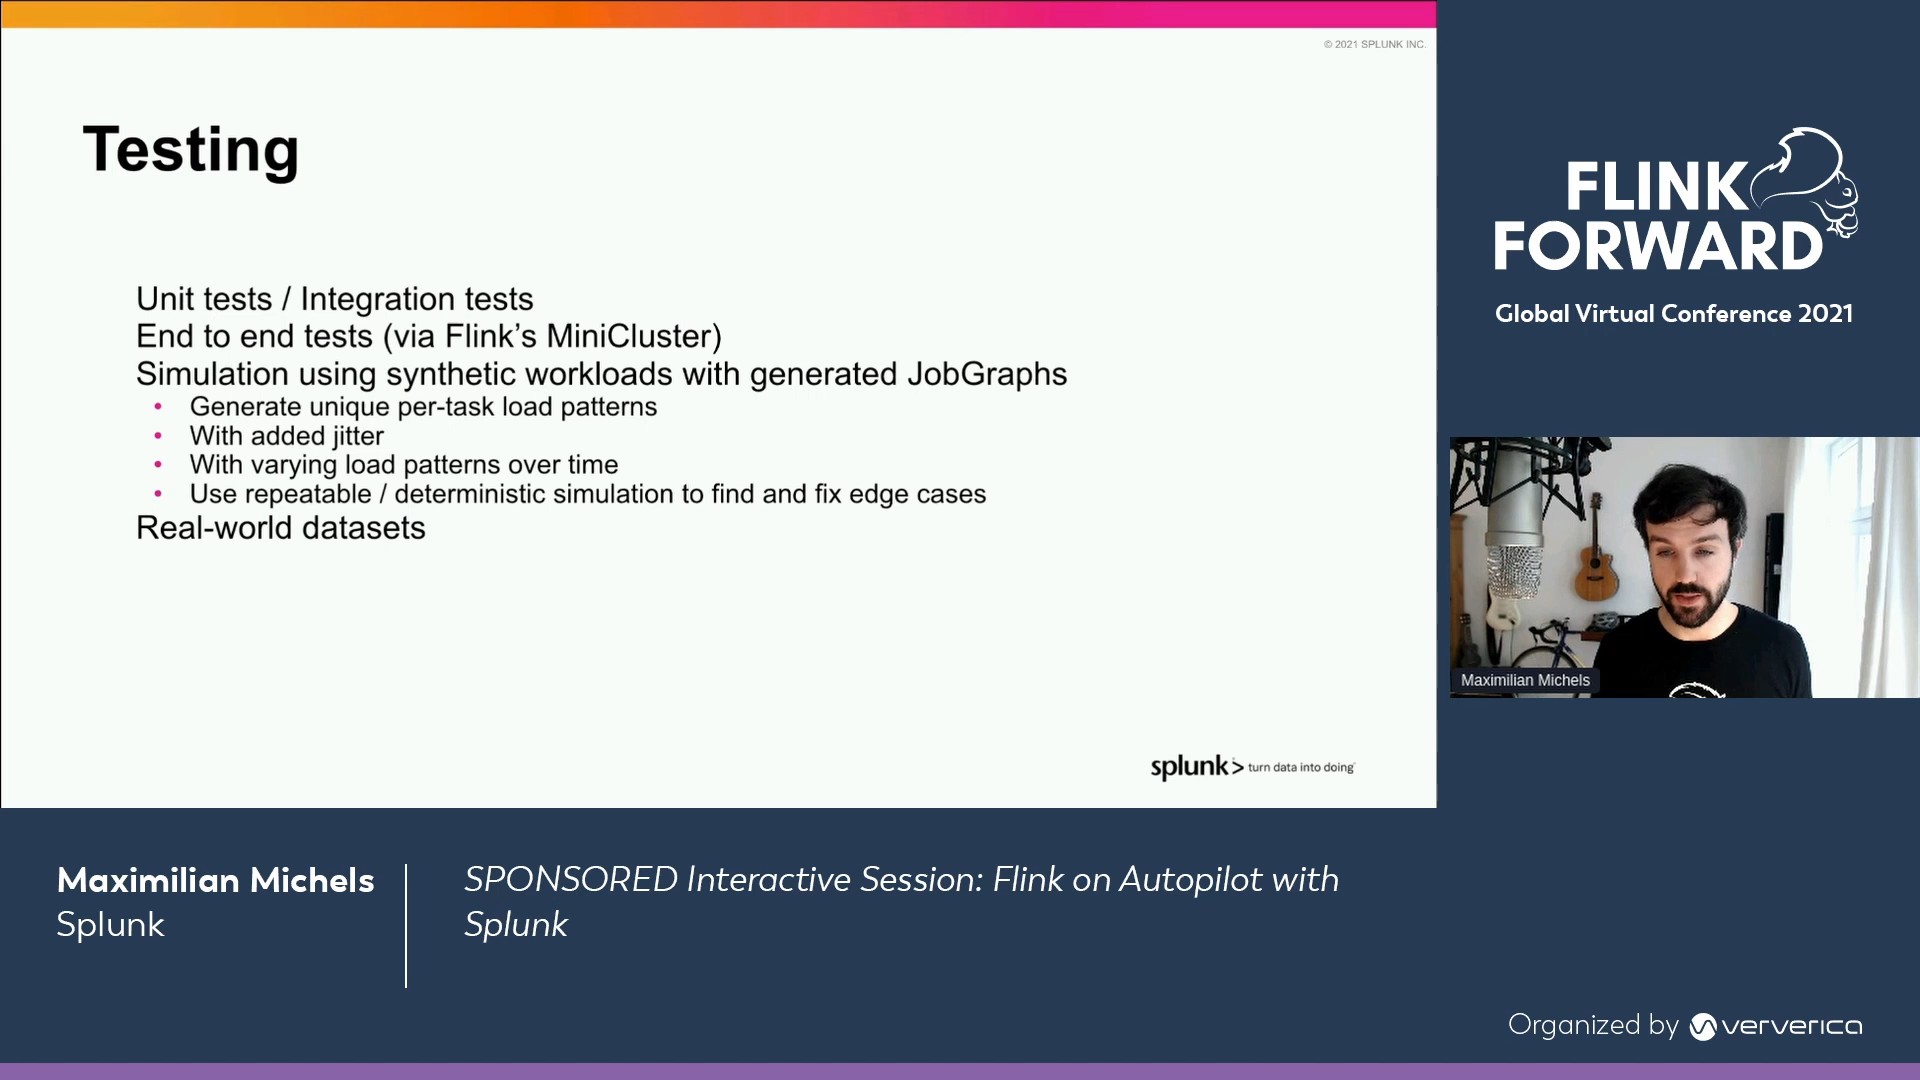 © 2021 SPLUNK INC.
Testing
Unit tests / Integration tests
End to end tests (via Flink's MiniCluster)
Simulation using synthetic workloads with generated JobGraphs
• Generate unique per-task load patterns
• With added jitter
• With varying load patterns over time
• Use repeatable / deterministic simulation to find and fix edge cases
Real-world datasets
splunk> turn data into doing
FLINK
FORWARD
Global Virtual Conference 2021
Maximilian Michels
Maximilian Michels
Splunk
SPONSORED Interactive Session: Flink on Autopilot with
Splunk
Organized by ververica